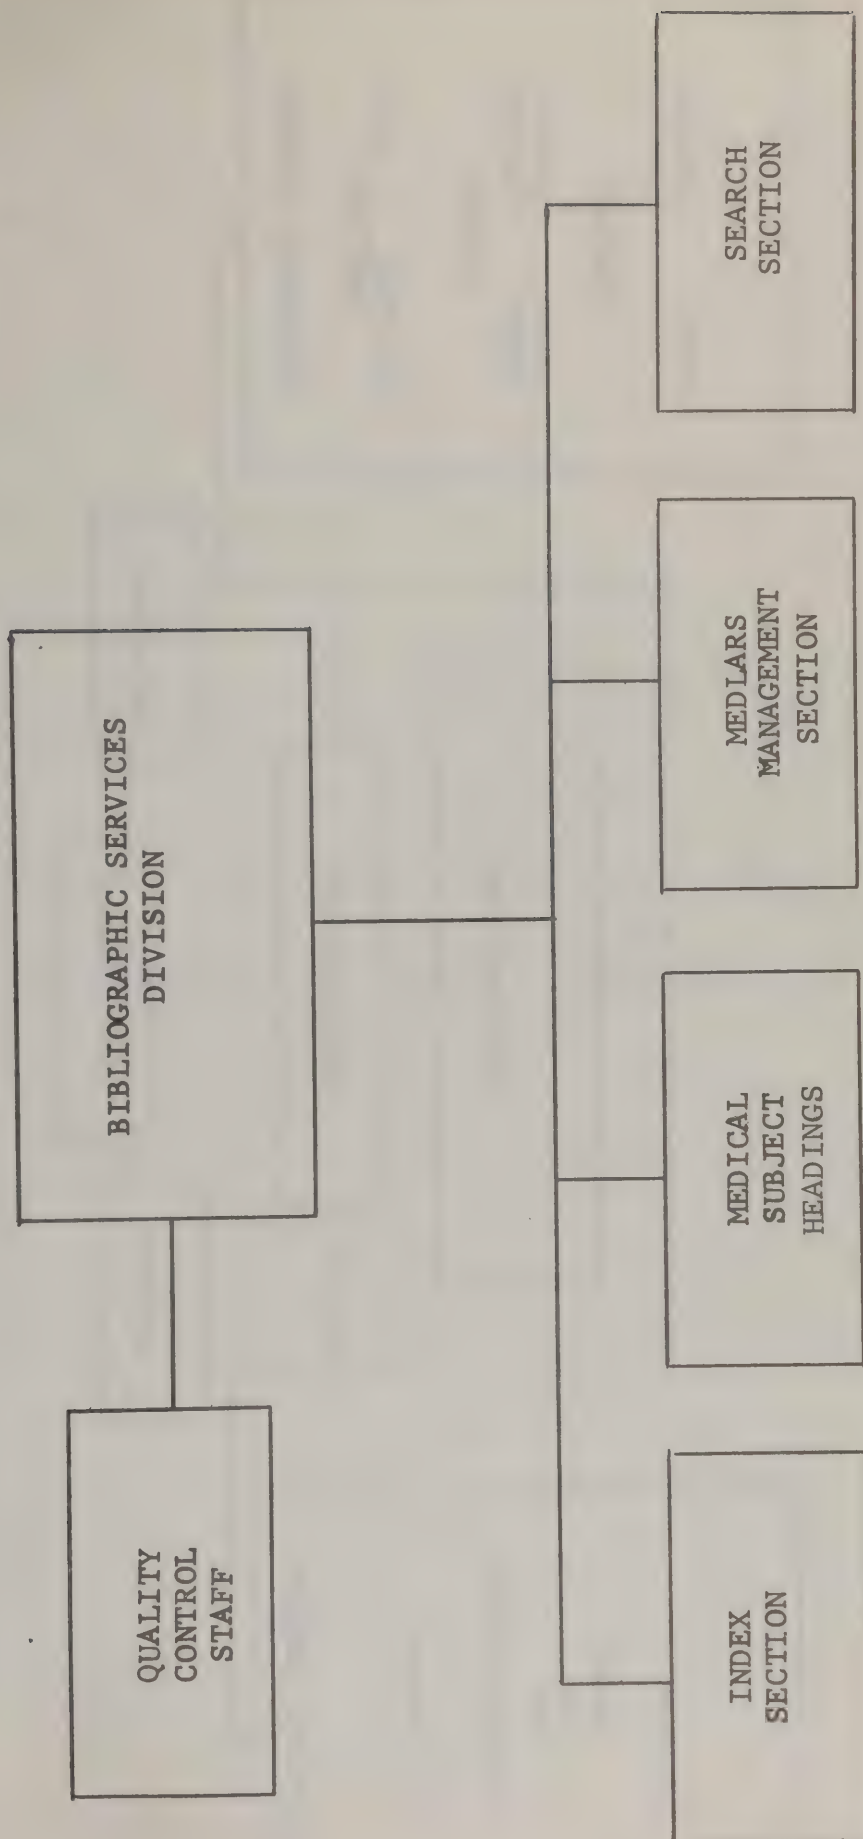 BIBLIOGRAPHIC SERVICES
DIVISION
QUALITY
CONTROL
STAFF
INDEX
SECTION
MEDICAL
SUBJECT
HEADINGS
MEDLARS
MANAGEMENT
SECTION
SEARCH
SECTION